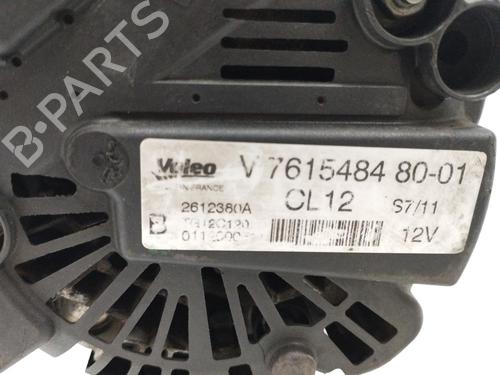 B-PARTS
Valeo V 7615484 80-01
IN FRANCE CL12 S7/11
2612380A
B 12V